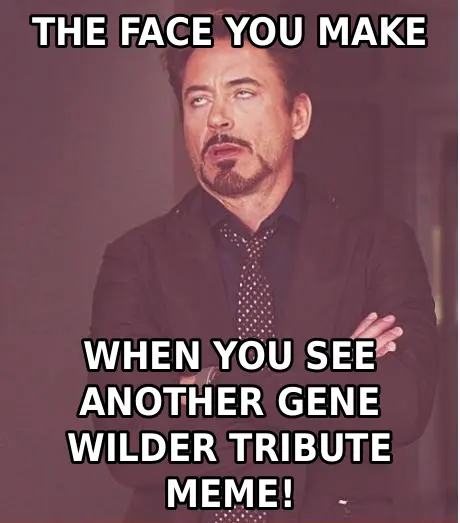 THE FACE YOU MAKE
WHEN YOU SEE
ANOTHER GENE
WILDER TRIBUTE
MEME!